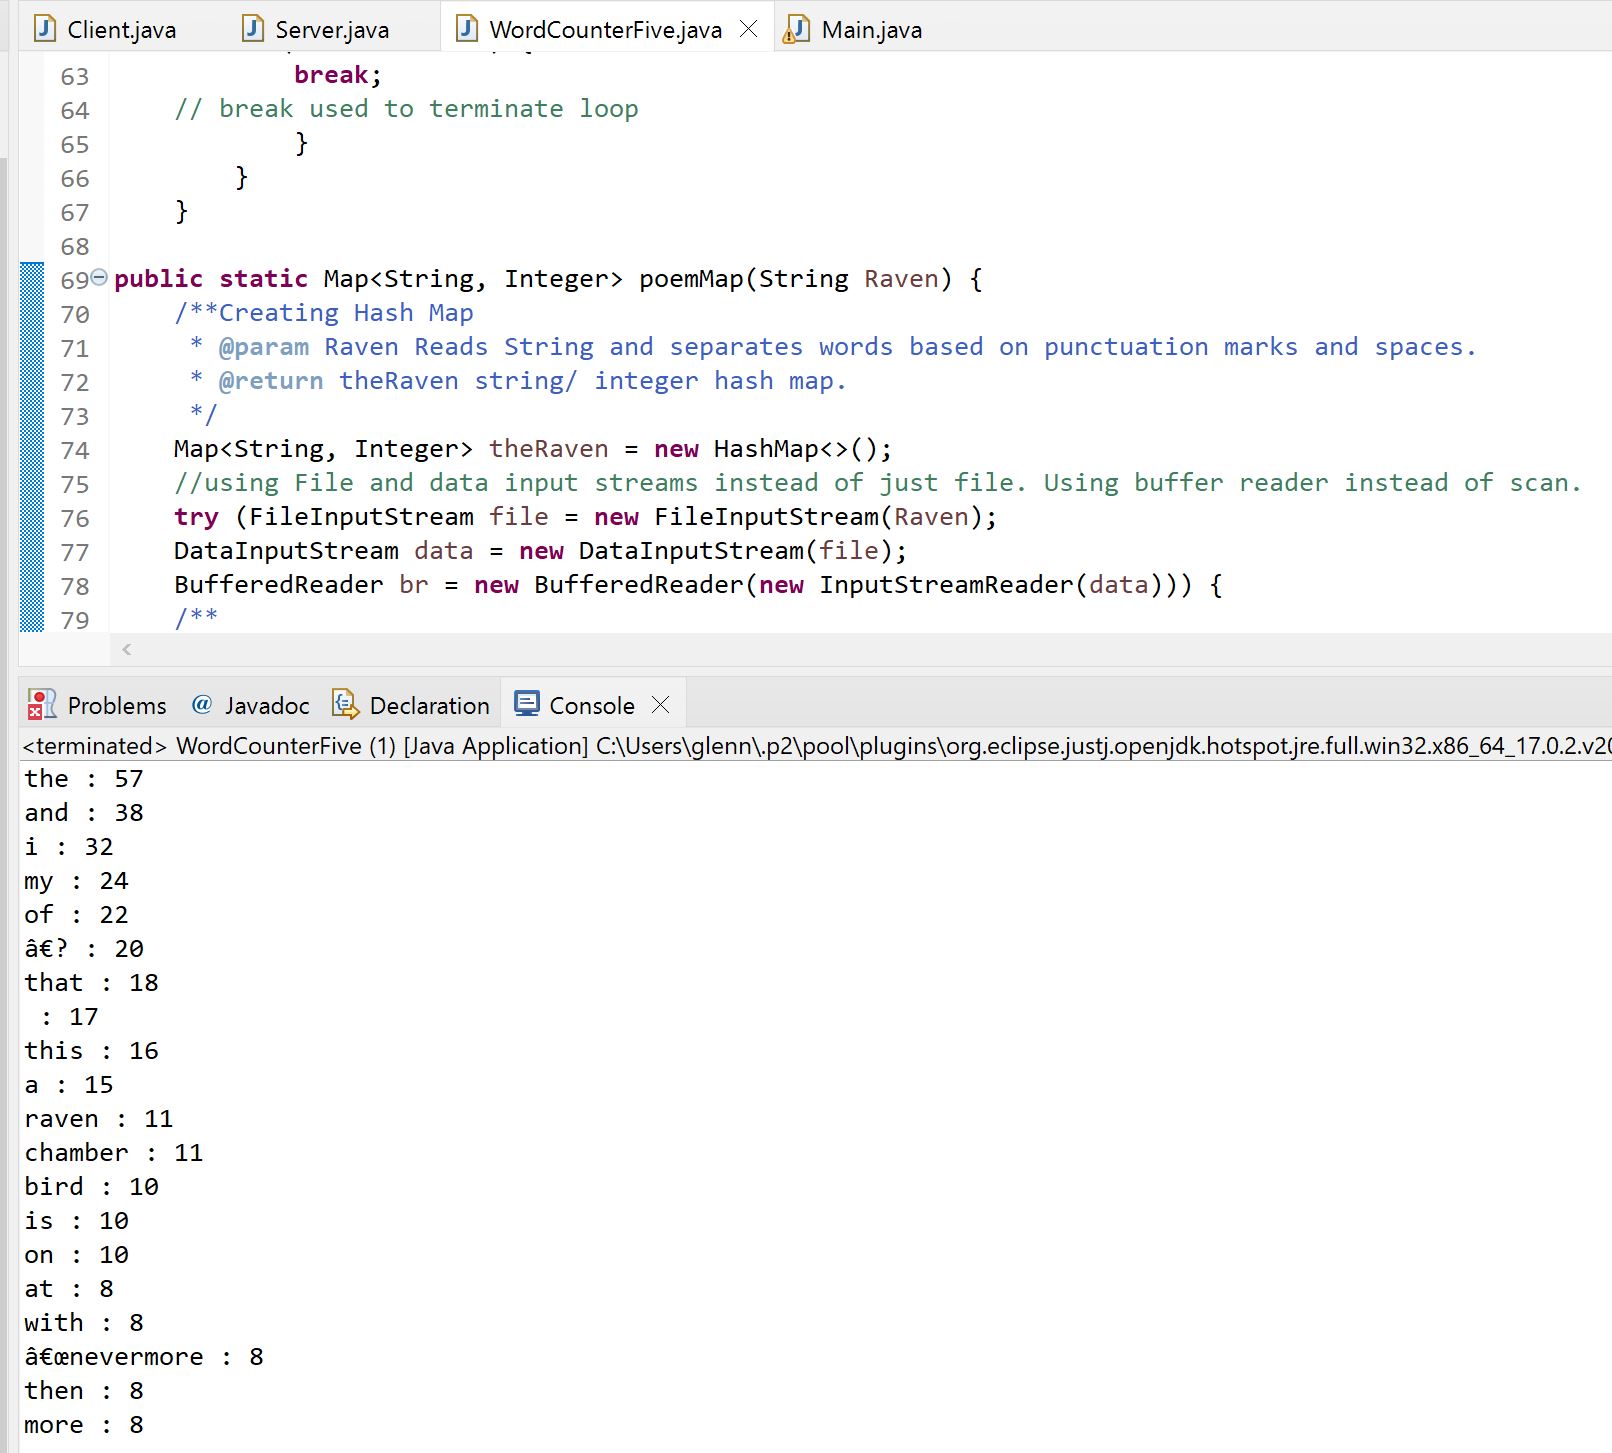 Client.java Server.java WordCounterFive.java Main.java
63 break;
64 // break used to terminate loop
65 }
66 }
67 }
68
69 public static Map<String, Integer> poemMap(String Raven) {
70 /**Creating Hash Map
71 * @param Raven Reads String and separates words based on punctuation marks and spaces.
72 * @return theRaven string/ integer hash map.
73 */
74 Map<String, Integer> theRaven = new HashMap<>();
75 //using File and data input streams instead of just file. Using buffer reader instead of scan.
76 try (FileInputStream file = new FileInputStream(Raven);
77 DataInputStream data = new DataInputStream(file);
78 BufferedReader br = new BufferedReader(new InputStreamReader(data))) {
79 /**
Problems @ Javadoc Declaration Console
<terminated> WordCounterFive (1) [Java Application] C:\Users\glenn\.p2\pool\plugins\org.eclipse.justj.openjdk.hotspot.jre.full.win32.x86_64_17.0.2.v20
the : 57
and : 38
i : 32
my : 24
of : 22
â€? : 20
that : 18
: 17
this : 16
a : 15
raven : 11
chamber : 11
bird : 10
is : 10
on : 10
at : 8
with : 8
â€œnevermore : 8
then : 8
more : 8